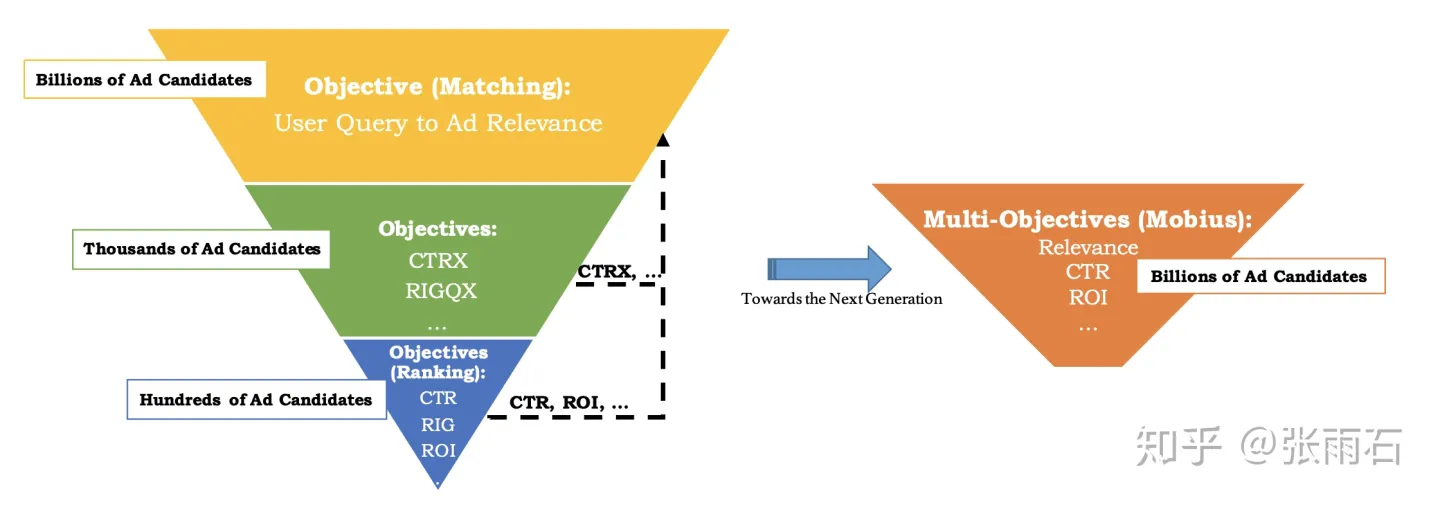 Billions of Ad Candidates
Objective (Matching):
User Query to Ad Relevance
Thousands of Ad Candidates
Objectives:
CTRX
RIGQX
...
CTRX, ...
Hundreds of Ad Candidates
Objectives
(Ranking):
CTR
RIG
ROI
.
CTR, ROI, ...
Towards the Next Generation
Multi-Objectives (Mobius):
Relevance
CTR
ROI
...
Billions of Ad Candidates
知乎 @张雨石